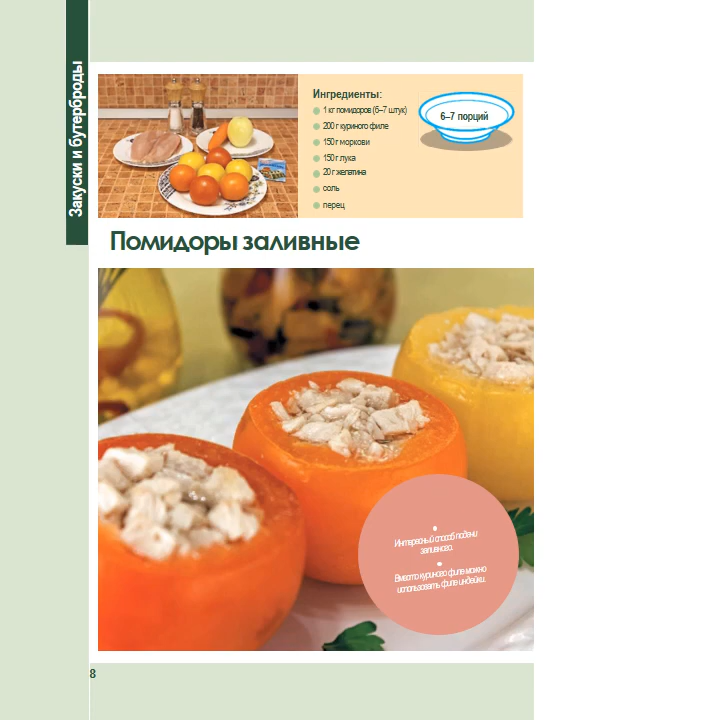 Закуски и бутерброды
Ингредиенты:
1 кг помидоров (6–7 штук)
200 г куриного филе
150 г моркови
150 г лука
20 г желатина
соль
перец
6–7 порций
Помидоры заливные
Интересный способ подачи
заливного.
Вместо куриного филе можно
использовать филе индейки.
8